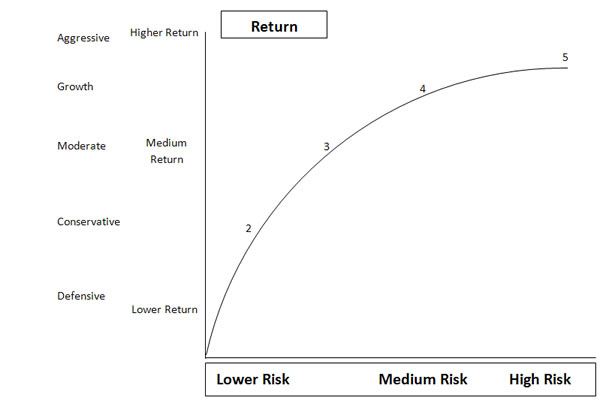 Return
Aggressive
Higher Return
5
Growth
4
Moderate
Medium
Return
3
Conservative
2
Defensive
Lower Return
Lower Risk
Medium Risk
High Risk